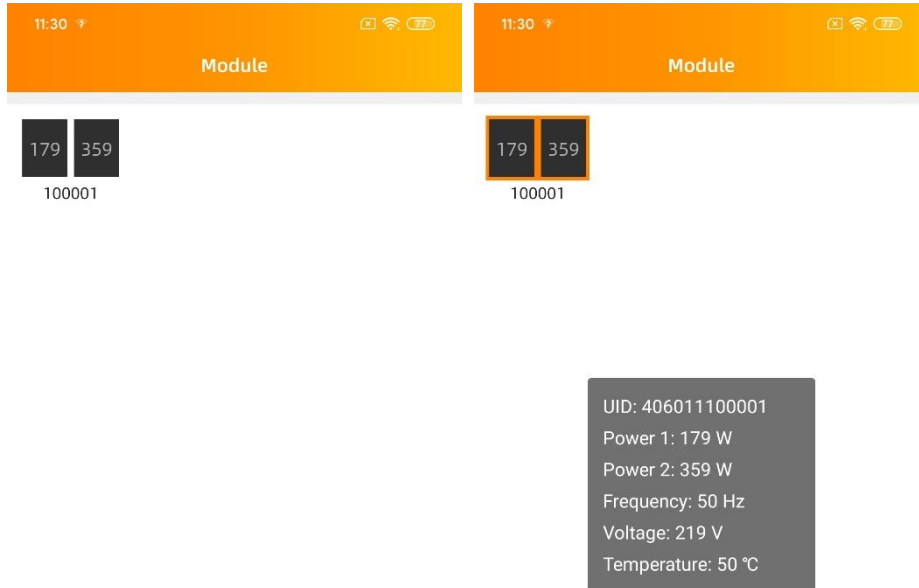 11:30
77
Module
179 359
100001
11:30
77
Module
179 359
100001
UID: 406011100001
Power 1: 179 W
Power 2: 359 W
Frequency: 50 Hz
Voltage: 219 V
Temperature: 50 ℃